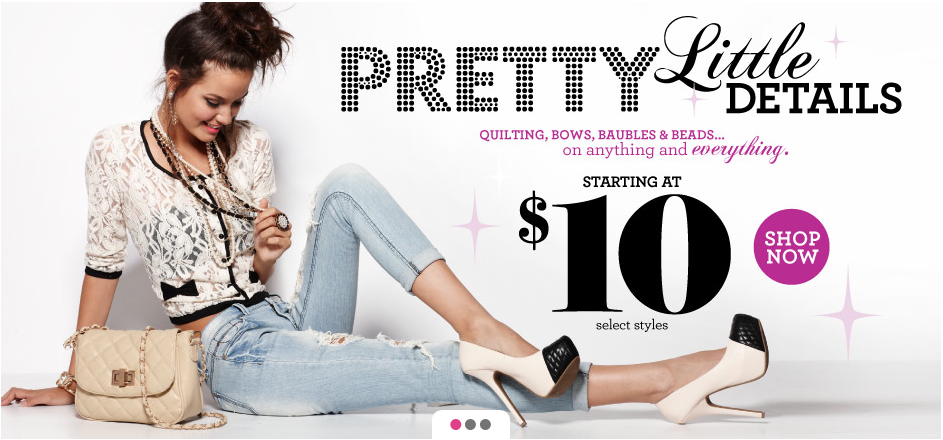 PRETTY Little
DETAILS
QUILTING, BOWS, BAUBLES & BEADS...
on anything and everything.
STARTING AT
$10
select styles
SHOP
NOW